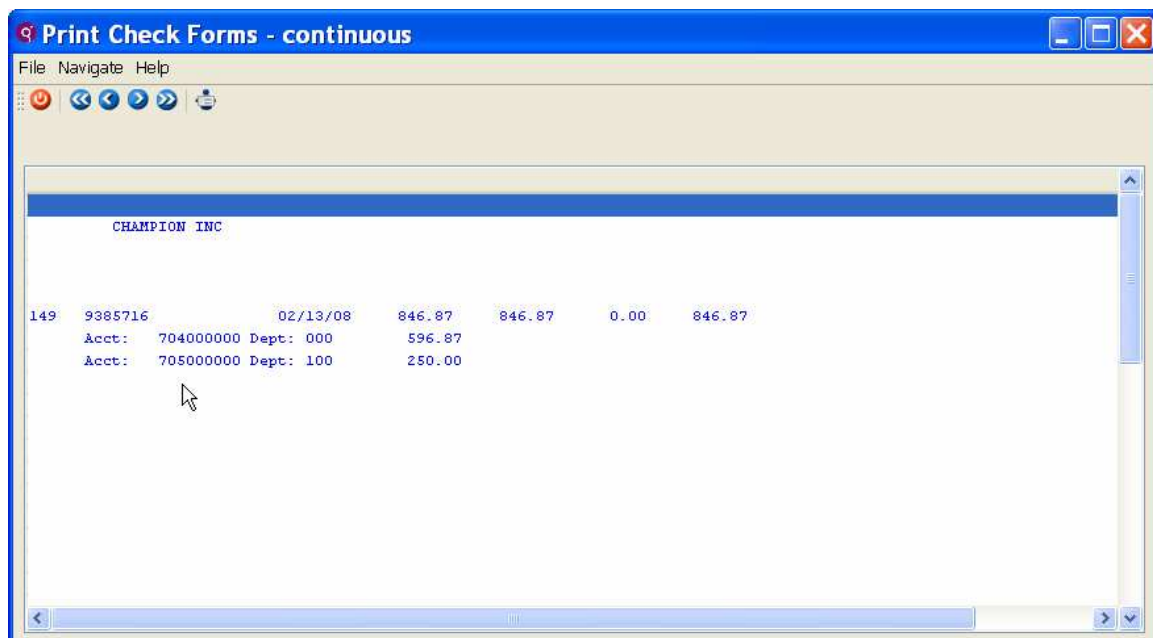 Print Check Forms - continuous
File Navigate Help
CHAMPION INC
149 9385716 02/13/08 846.87 846.87 0.00 846.87
Acct: 704000000 Dept: 000 596.87
Acct: 705000000 Dept: 100 250.00